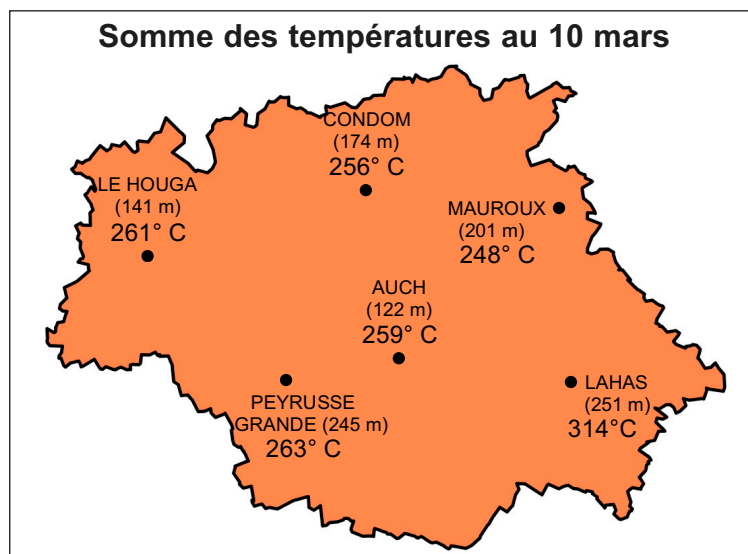 Somme des températures au 10 mars
CONDOM
(174 m)
256° C
LE HOUGA
(141 m)
261° C
MAUROUX
(201 m)
248° C
AUCH
(122 m)
259° C
PEYRUSSE
GRANDE (245 m)
263° C
LAHAS
(251 m)
314°C